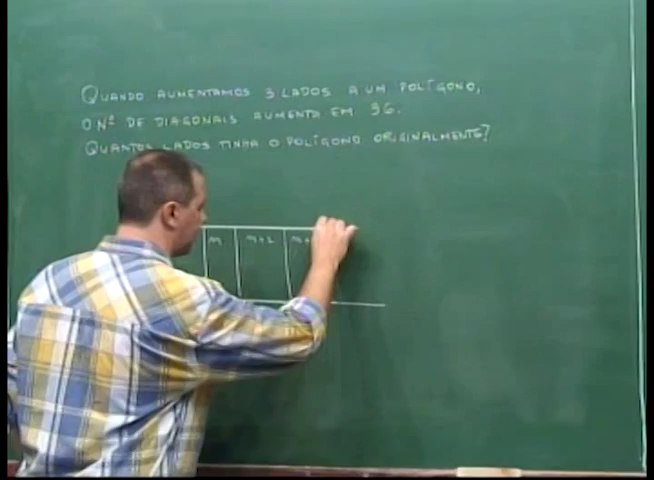 QUANDO AUMENTAMOS 3 LADOS A UM POLÍGONO,
O Nº DE DIAGONAIS AUMENTA EM 36.
QUANTOS LADOS TINHA O POLÍGONO ORIGINALMENTE?
m m+1 m+